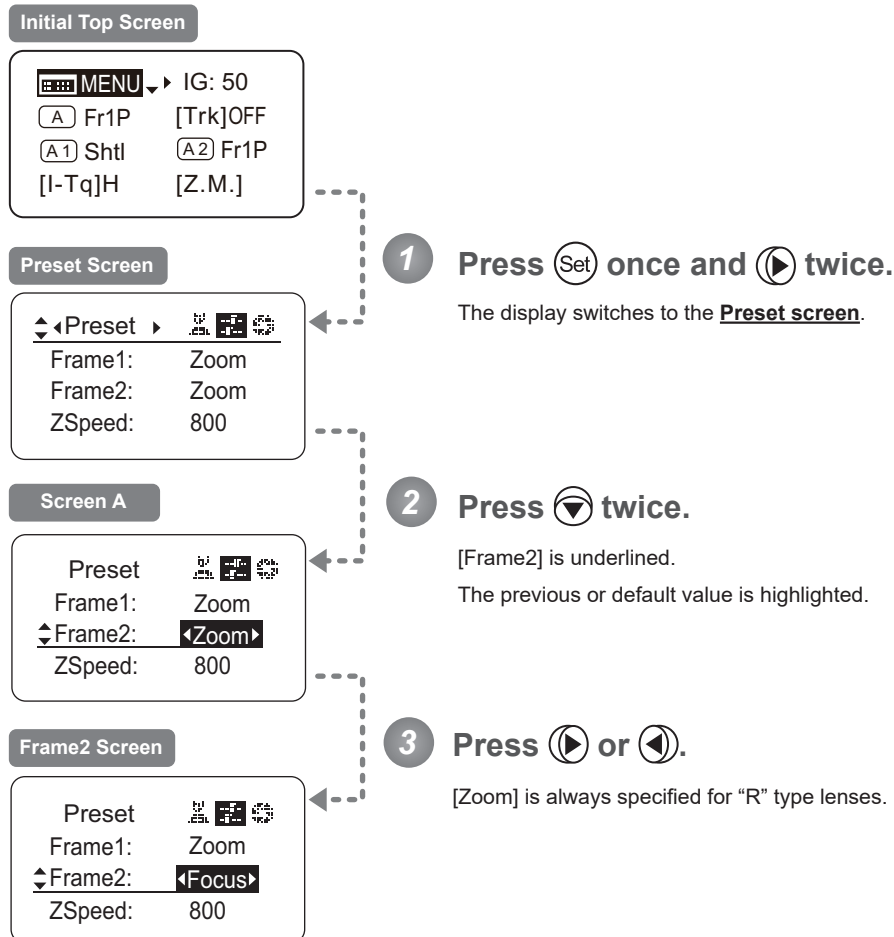 Initial Top Screen
MENU IG: 50
A Fr1P [Trk]OFF
A1 Shtl A2 Fr1P
[I-Tq]H [Z.M.]
1 Press Set once and ▶ twice.
The display switches to the Preset screen.
Preset Screen
Preset
Frame1: Zoom
Frame2: Zoom
ZSpeed: 800
2 Press ▼ twice.
[Frame2] is underlined.
The previous or default value is highlighted.
Screen A
Preset
Frame1: Zoom
Frame2: Zoom
ZSpeed: 800
3 Press ▶ or ◀.
[Zoom] is always specified for “R” type lenses.
Frame2 Screen
Preset
Frame1: Zoom
Frame2: Focus
ZSpeed: 800